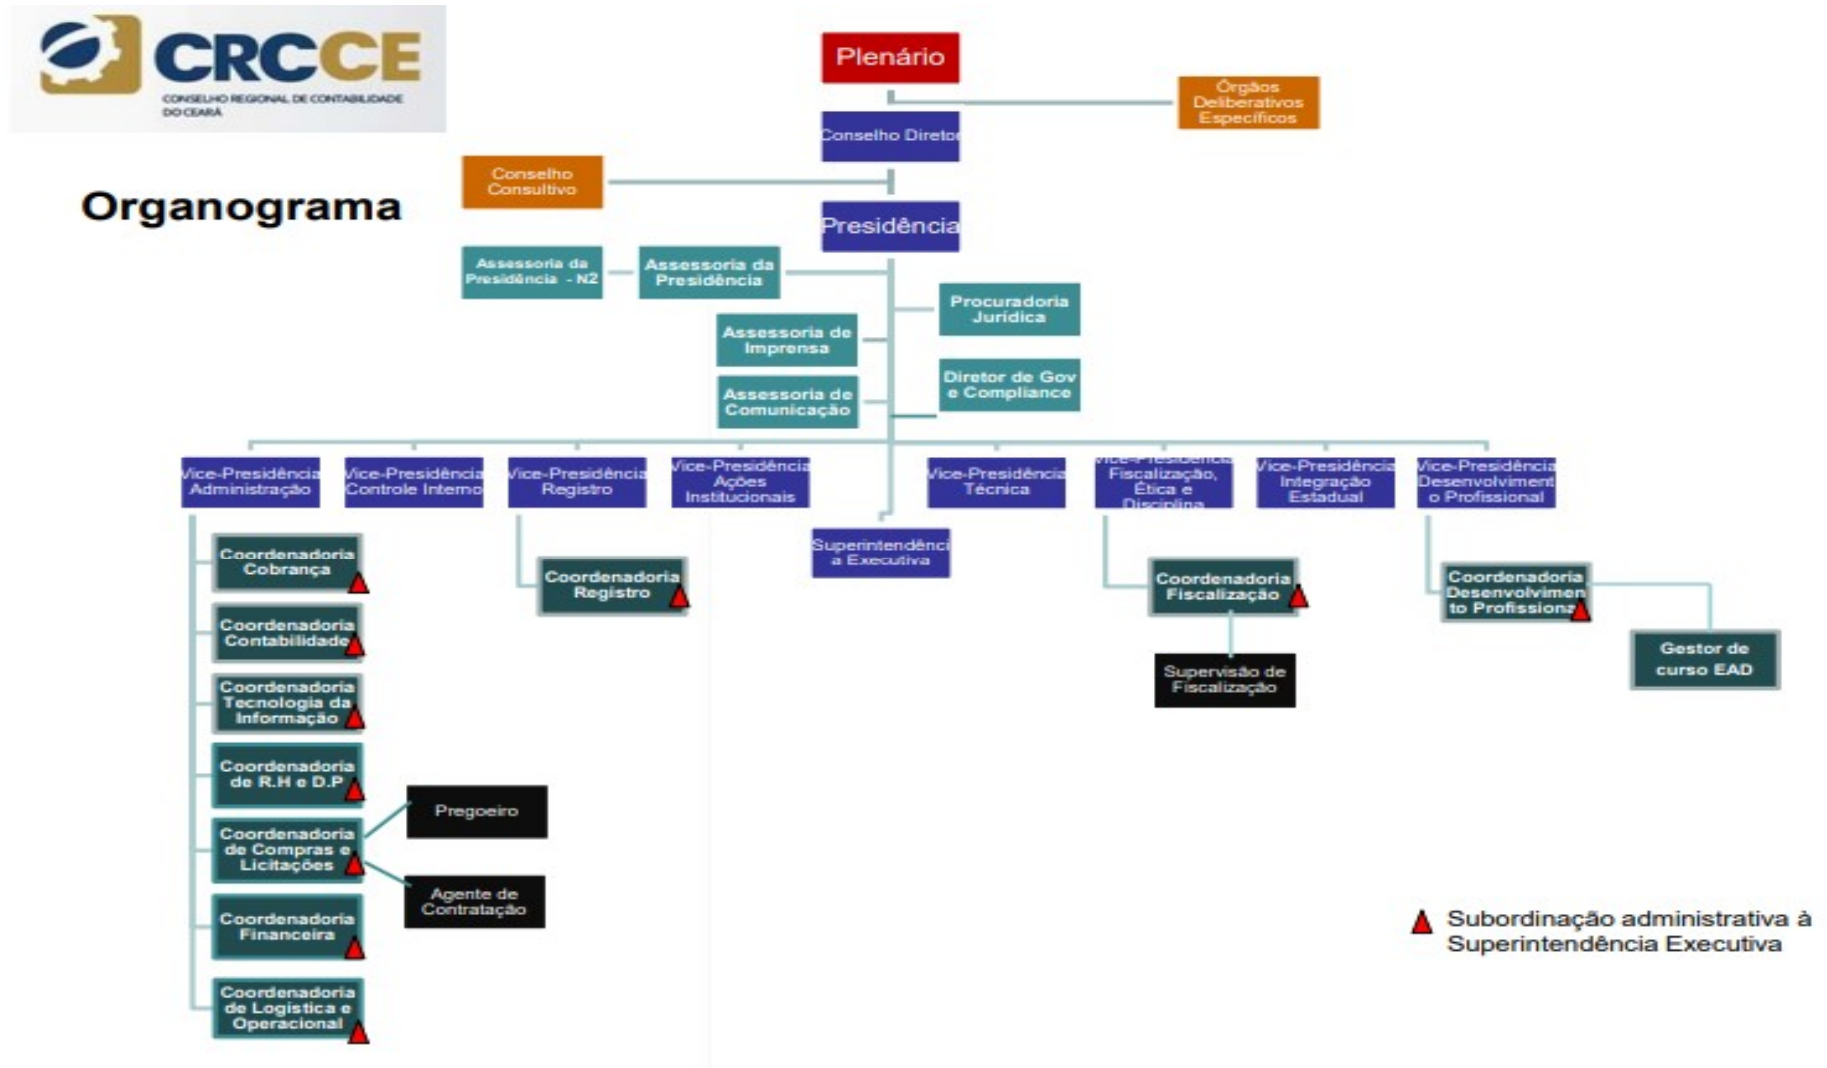 CRCCE
CONSELHO REGIONAL DE CONTABILIDADE
DO CEARÁ
Organograma
Plenário
Órgãos
Deliberativos
Específicos
Conselho Diretor
Conselho
Consultivo
Presidência
Assessoria da
Presidência - N2
Assessoria da
Presidência
Procuradoria
Jurídica
Assessoria de
Imprensa
Diretor de Gov
e Compliance
Assessoria de
Comunicação
Vice-Presidência
Administração
Vice-Presidência
Controle Interno
Vice-Presidência
Registro
Vice-Presidência
Ações
Institucionais
Vice-Presidência
Técnica
Vice-Presidência
Fiscalização,
Ética e
Disciplina
Vice-Presidência
Integração
Estadual
Vice-Presidência
Desenvolviment
o Profissional
Superintendênci
a Executiva
Coordenadoria
Cobrança
Coordenadoria
Contabilidade
Coordenadoria
Tecnologia da
Informação
Coordenadoria
de R.H e D.P
Coordenadoria
de Compras e
Licitações
Pregoeiro
Agente de
Contratação
Coordenadoria
Financeira
Coordenadoria
de Logística e
Operacional
Coordenadoria
Registro
Coordenadoria
Fiscalização
Supervisão de
Fiscalização
Coordenadoria
Desenvolvimen
to Profissional
Gestor de
curso EAD
Subordinação administrativa à
Superintendência Executiva